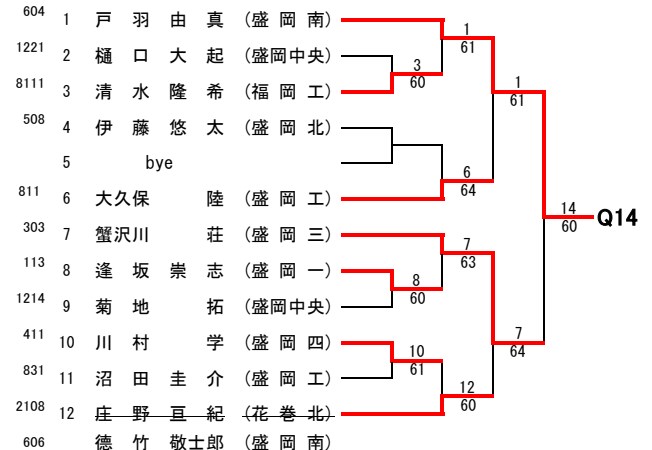 604 1 戸羽由真 (盛岡南)
1221 2 樋口大起 (盛岡中央)
8111 3 清水隆希 (福岡工)
508 4 伊藤悠太 (盛岡北)
5 bye
811 6 大久保陸 (盛岡工)
303 7 蟹沢川荘 (盛岡三)
113 8 逢坂崇志 (盛岡一)
1214 9 菊地拓 (盛岡中央)
411 10 川村学 (盛岡四)
831 11 沼田圭介 (盛岡工)
2108 12 庄野亘紀 (花巻北)
606 徳竹敬士郎 (盛岡南)
3
60
8
60
10
61
1
61
6
64
7
63
12
60
1
61
7
64
14
60
Q14